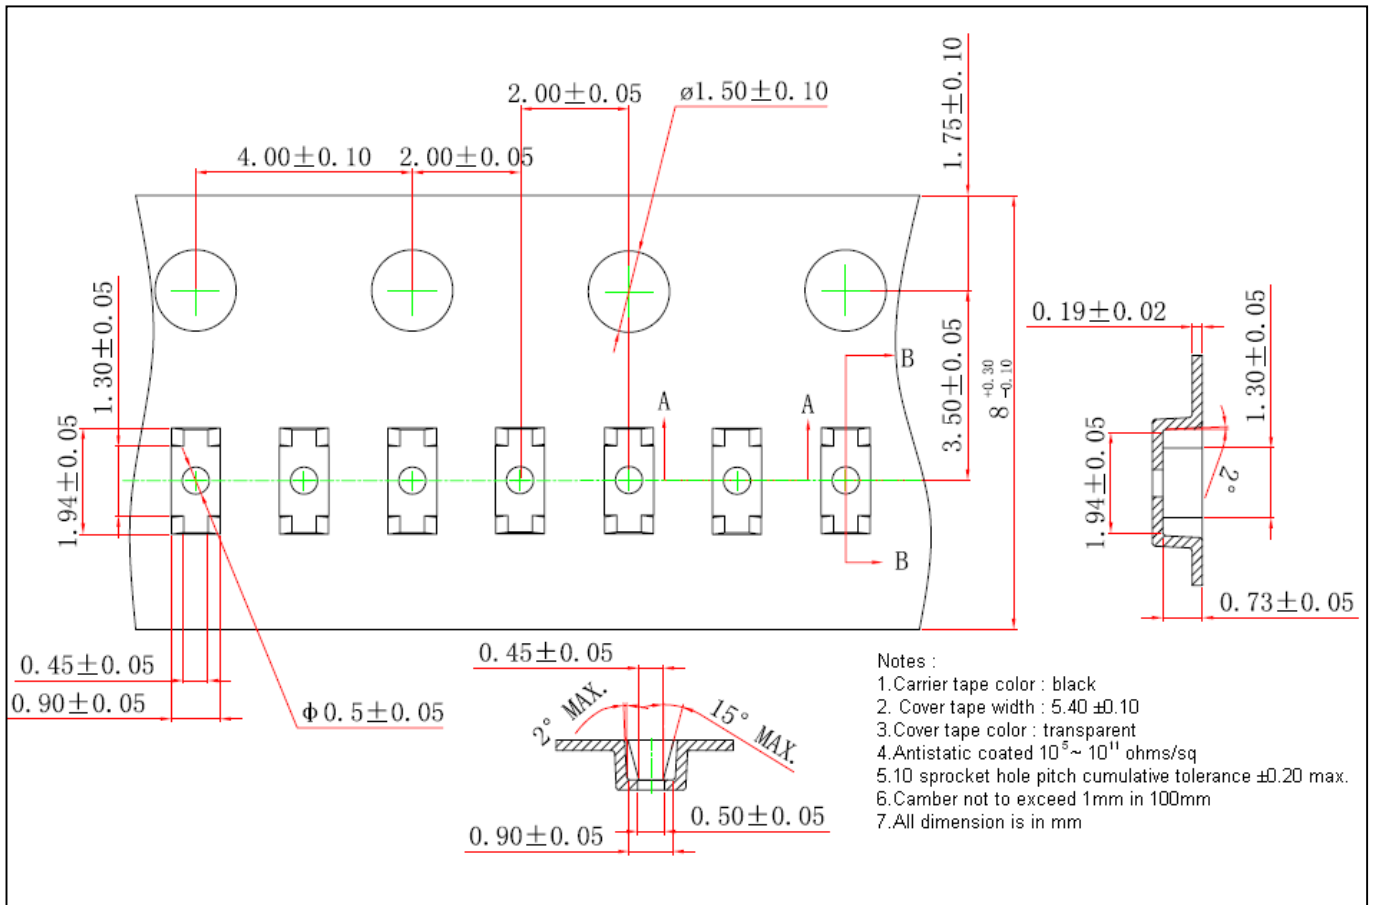 2.00±0.05
ø1.50±0.10
1.75±0.10
4.00±0.10
2.00±0.05
1.30±0.05
1.94±0.05
A
A
B
B
3.50±0.05
8 +0.30 -0.10
0.19±0.02
1.30±0.05
1.94±0.05
2°
0.73±0.05
0.45±0.05
0.90±0.05
Φ0.5±0.05
0.45±0.05
2° MAX.
15° MAX.
0.50±0.05
0.90±0.05
Notes :
1.Carrier tape color : black
2. Cover tape width : 5.40 ±0.10
3.Cover tape color : transparent
4.Antistatic coated 10⁵~ 10¹¹ ohms/sq
5.10 sprocket hole pitch cumulative tolerance ±0.20 max.
6.Camber not to exceed 1mm in 100mm
7.All dimension is in mm